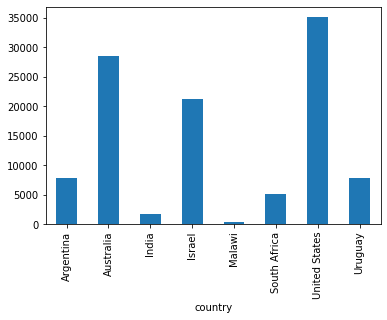 35000
30000
25000
20000
15000
10000
5000
0
Argentina
Australia
India
Israel
Malawi
South Africa
United States
Uruguay
country